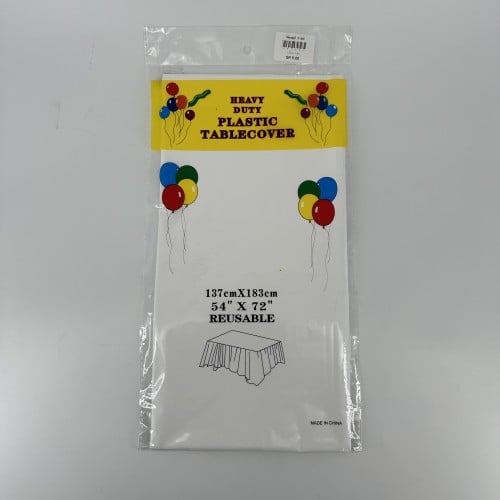 HEAVY
DUTY
PLASTIC
TABLECOVER
137cmX183cm
54" X 72"
REUSABLE
MADE IN CHINA